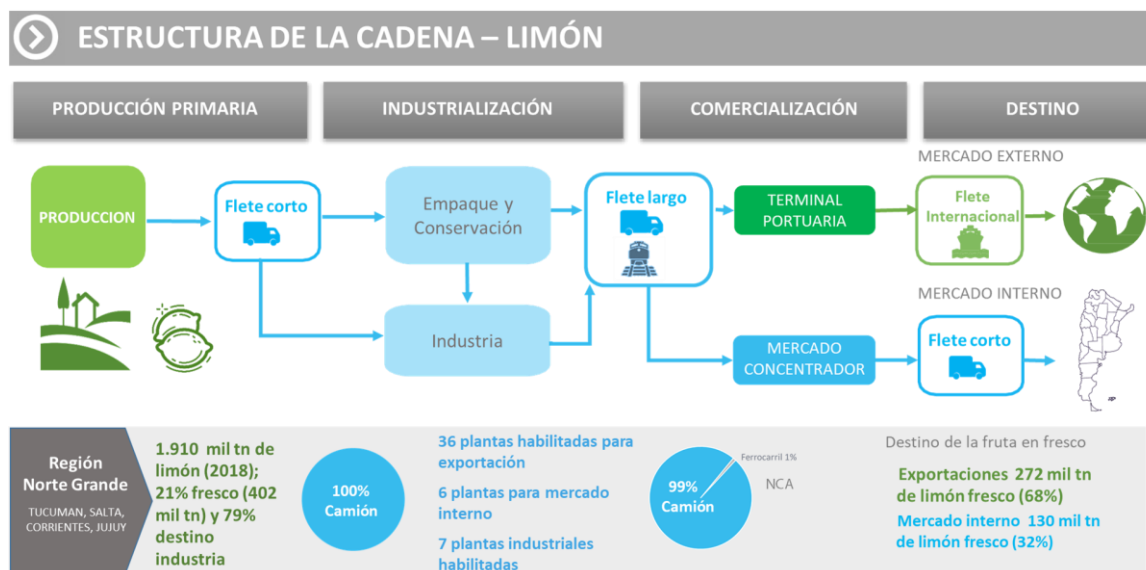 ESTRUCTURA DE LA CADENA – LIMÓN
PRODUCCIÓN PRIMARIA
INDUSTRIALIZACIÓN
COMERCIALIZACIÓN
DESTINO
PRODUCCION
Flete corto
Empaque y
Conservación
Industria
Flete largo
TERMINAL
PORTUARIA
MERCADO
CONCENTRADOR
MERCADO EXTERNO
Flete
Internacional
MERCADO INTERNO
Flete corto
Región
Norte Grande
TUCUMAN, SALTA,
CORRIENTES, JUJUY
1.910 mil tn de
limón (2018);
21% fresco (402
mil tn) y 79%
destino
industria
100%
Camión
36 plantas habilitadas para
exportación
6 plantas para mercado
interno
7 plantas industriales
habilitadas
99%
Camión
Ferrocarril 1%
NCA
Destino de la fruta en fresco
Exportaciones 272 mil tn
de limón fresco (68%)
Mercado interno 130 mil tn
de limón fresco (32%)